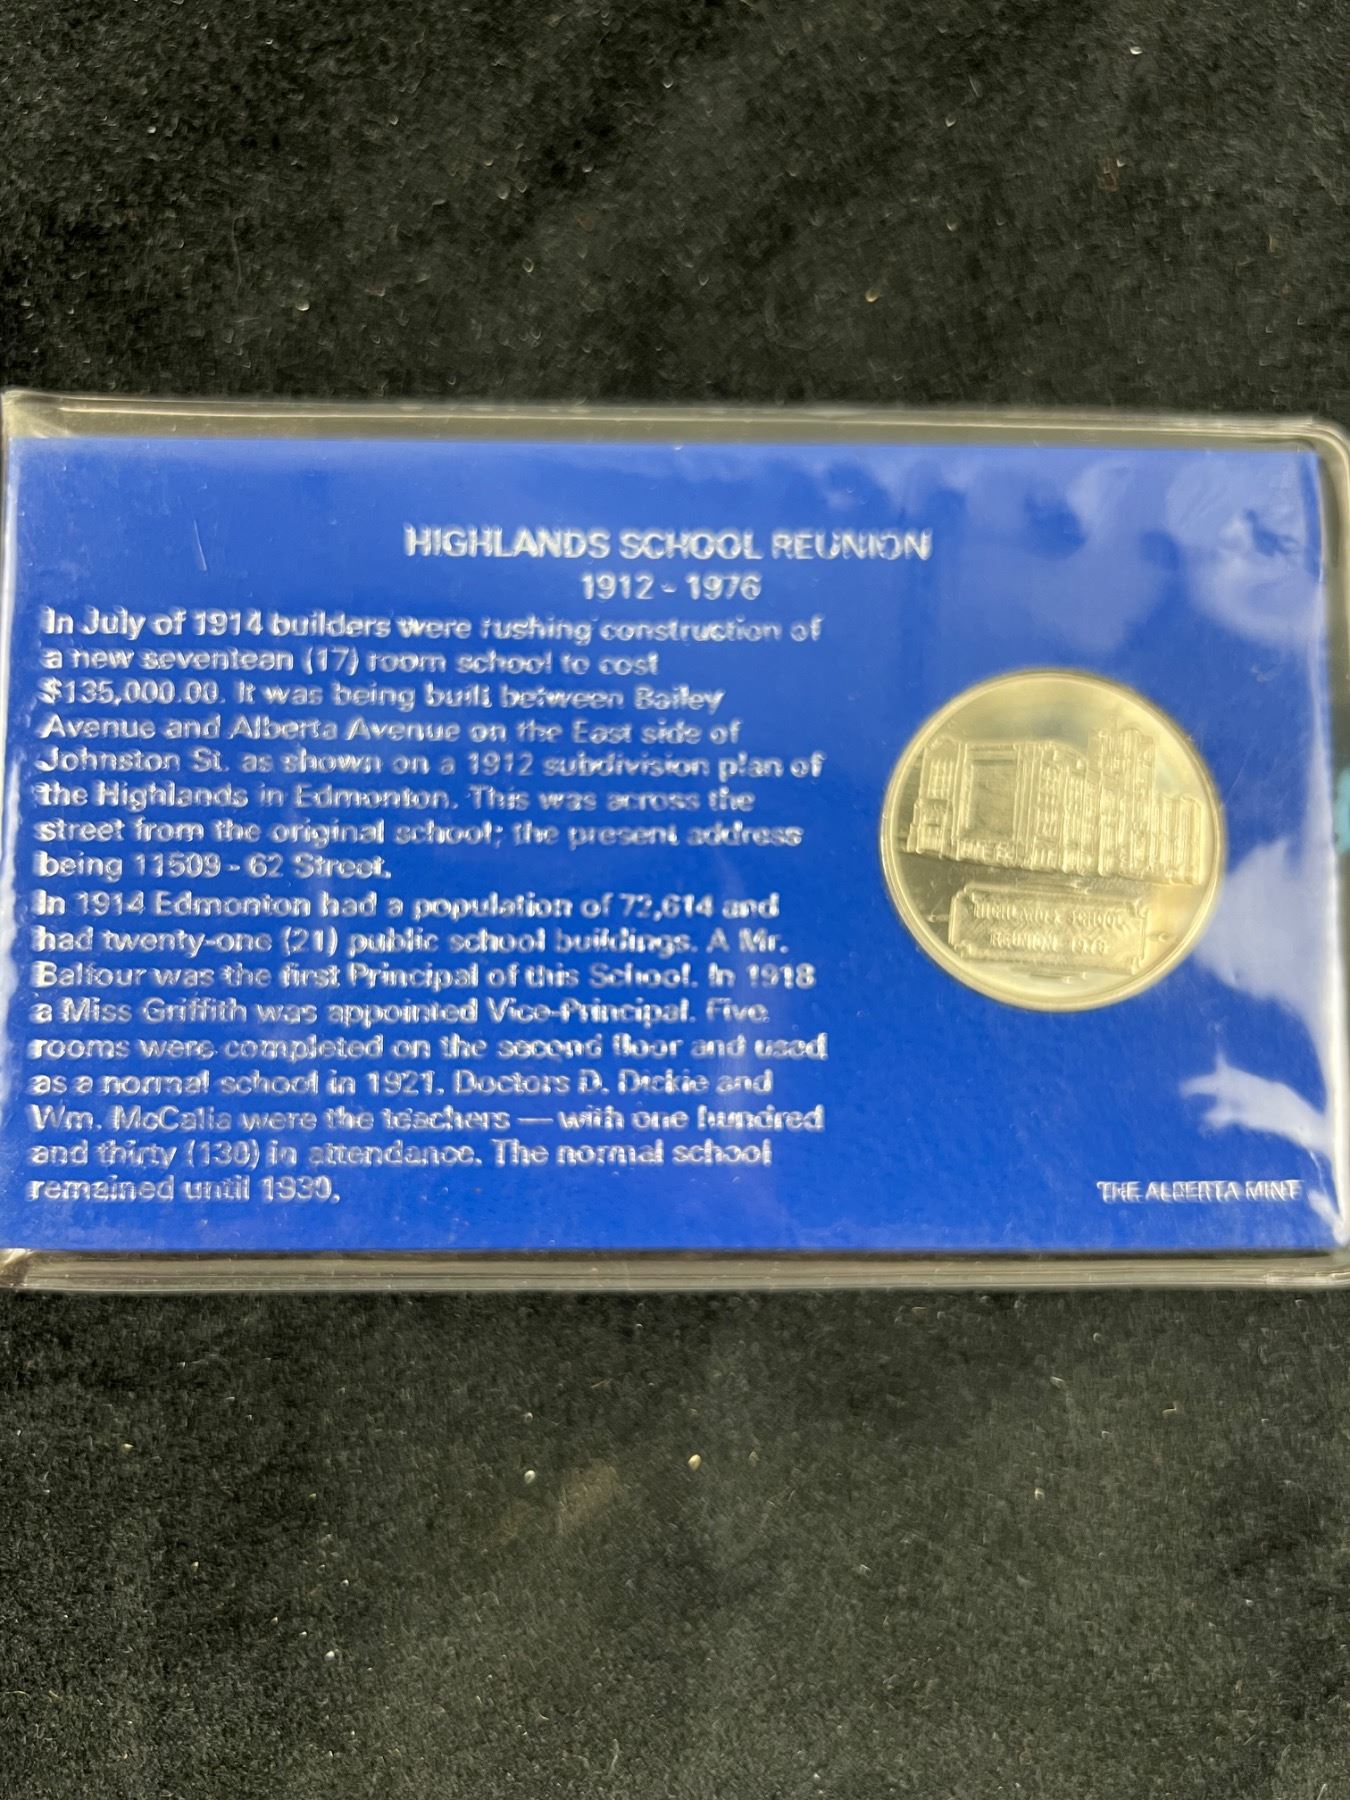 HIGHLANDS SCHOOL REUNION
1912 - 1976
In July of 1914 builders were rushing construction of
a new seventeen (17) room school to cost
$135,000.00. It was being built between Bailey
Avenue and Alberta Avenue on the East side of
Johnston St. as shown on a 1912 subdivision plan of
the Highlands in Edmonton. This was across the
street from the original school; the present address
being 11509 - 62 Street.
In 1914 Edmonton had a population of 72,614 and
had twenty-one (21) public school buildings. A Mr.
Balfour was the first Principal of this School. In 1918
a Miss Griffith was appointed Vice-Principal. Five
rooms were completed on the second floor and used
as a normal school in 1921. Doctors D. Dickie and
Wm. McCalla were the teachers — with one hundred
and thirty (130) in attendance. The normal school
remained until 1930.
HIGHLANDS SCHOOL
REUNION 1976
THE ALBERTA MINT